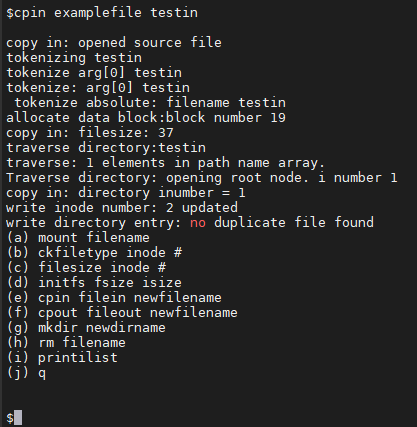 $cpin examplefile testin
copy in: opened source file
tokenizing testin
tokenize arg[0] testin
tokenize: arg[0] testin
tokenize absolute: filename testin
allocate data block:block number 19
copy in: filesize: 37
traverse directory:testin
traverse: 1 elements in path name array.
Traverse directory: opening root node. i number 1
copy in: directory inumber = 1
write inode number: 2 updated
write directory entry: no duplicate file found
(a) mount filename
(b) ckfiletype inode #
(c) filesize inode #
(d) initfs fsize isize
(e) cpin filein newfilename
(f) cpout fileout newfilename
(g) mkdir newdirname
(h) rm filename
(i) printilist
(j) q
$